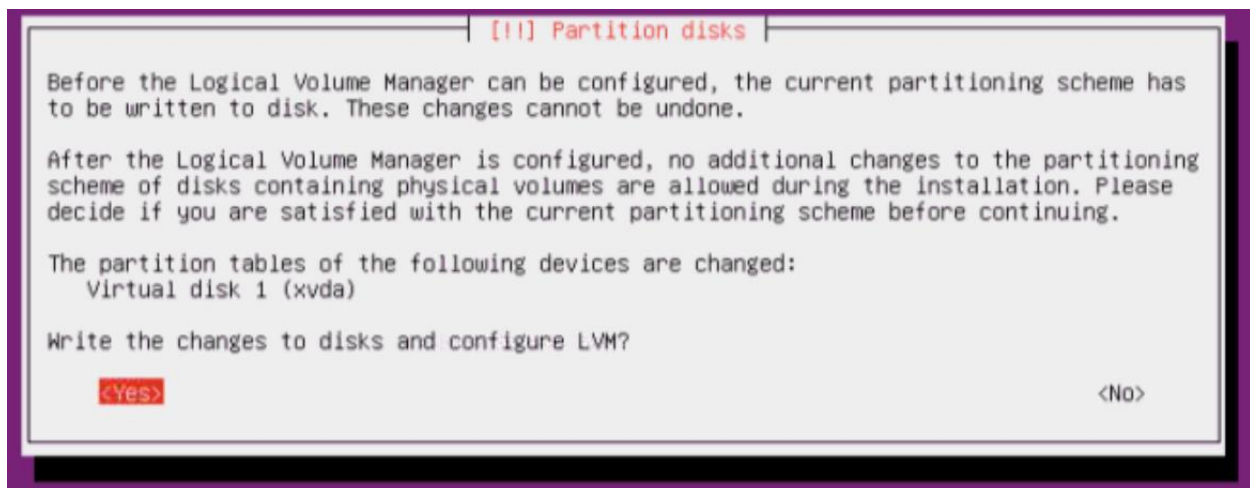 [!!] Partition disks
Before the Logical Volume Manager can be configured, the current partitioning scheme has
to be written to disk. These changes cannot be undone.
After the Logical Volume Manager is configured, no additional changes to the partitioning
scheme of disks containing physical volumes are allowed during the installation. Please
decide if you are satisfied with the current partitioning scheme before continuing.
The partition tables of the following devices are changed:
Virtual disk 1 (xvda)
Write the changes to disks and configure LVM?
<Yes> <No>